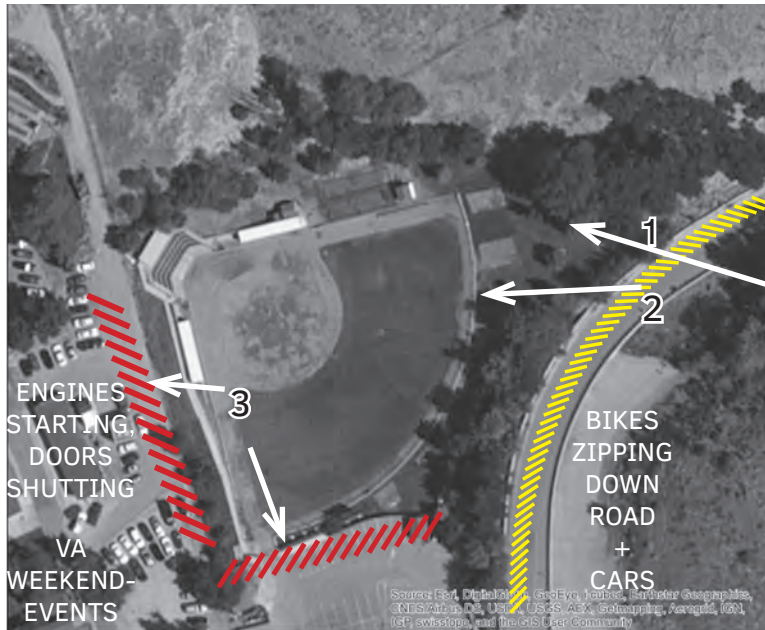 1
2
3
ENGINES
STARTING,
DOORS
SHUTTING
VA
WEEKEND-
EVENTS
BIKES
ZIPPING
DOWN
ROAD
+
CARS
Source: Esri, DigitalGlobe, GeoEye, i-cubed, Earthstar Geographics,
CNES/Airbus DS, USDA, USGS, AEX, Getmapping, Aerogrid, IGN,
IGP, swisstopo, and the GIS User Community